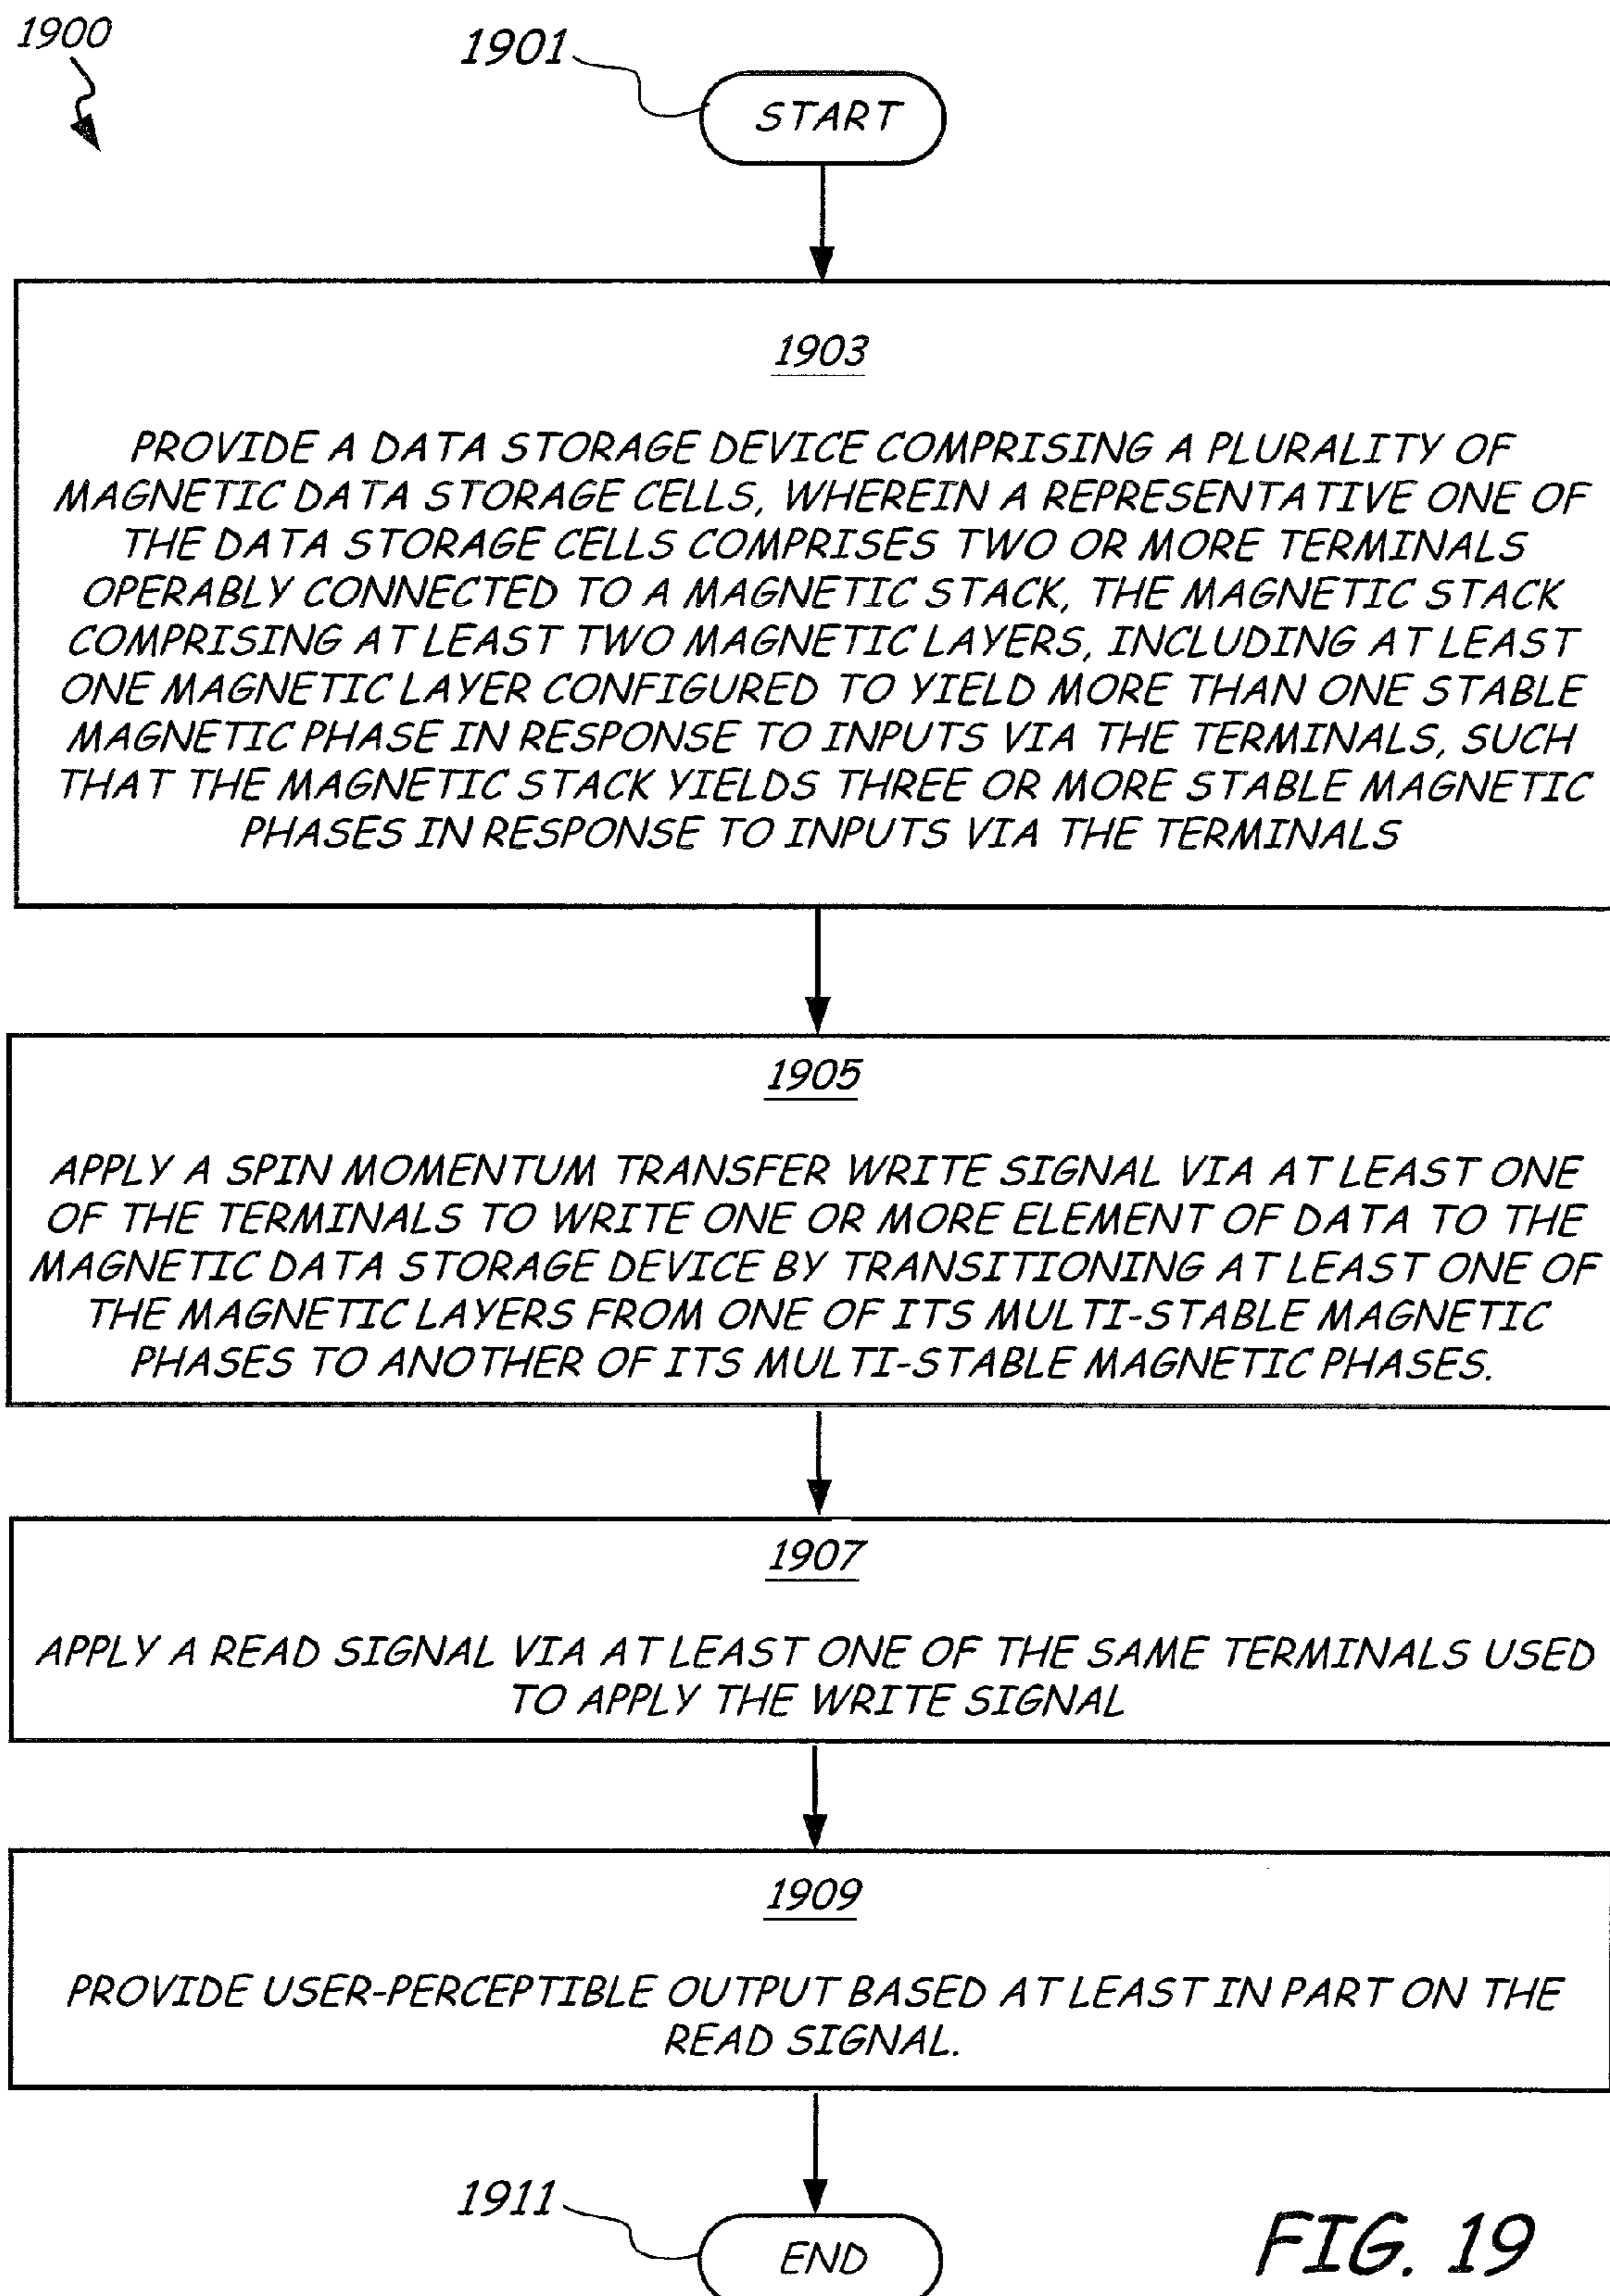 1900
1901
START
1903
PROVIDE A DATA STORAGE DEVICE COMPRISING A PLURALITY OF
MAGNETIC DATA STORAGE CELLS, WHEREIN A REPRESENTATIVE ONE OF
THE DATA STORAGE CELLS COMPRISES TWO OR MORE TERMINALS
OPERABLY CONNECTED TO A MAGNETIC STACK, THE MAGNETIC STACK
COMPRISING AT LEAST TWO MAGNETIC LAYERS, INCLUDING AT LEAST
ONE MAGNETIC LAYER CONFIGURED TO YIELD MORE THAN ONE STABLE
MAGNETIC PHASE IN RESPONSE TO INPUTS VIA THE TERMINALS, SUCH
THAT THE MAGNETIC STACK YIELDS THREE OR MORE STABLE MAGNETIC
PHASES IN RESPONSE TO INPUTS VIA THE TERMINALS
1905
APPLY A SPIN MOMENTUM TRANSFER WRITE SIGNAL VIA AT LEAST ONE
OF THE TERMINALS TO WRITE ONE OR MORE ELEMENT OF DATA TO THE
MAGNETIC DATA STORAGE DEVICE BY TRANSITIONING AT LEAST ONE OF
THE MAGNETIC LAYERS FROM ONE OF ITS MULTI-STABLE MAGNETIC
PHASES TO ANOTHER OF ITS MULTI-STABLE MAGNETIC PHASES.
1907
APPLY A READ SIGNAL VIA AT LEAST ONE OF THE SAME TERMINALS USED
TO APPLY THE WRITE SIGNAL
1909
PROVIDE USER-PERCEPTIBLE OUTPUT BASED AT LEAST IN PART ON THE
READ SIGNAL.
1911
END
FIG. 19